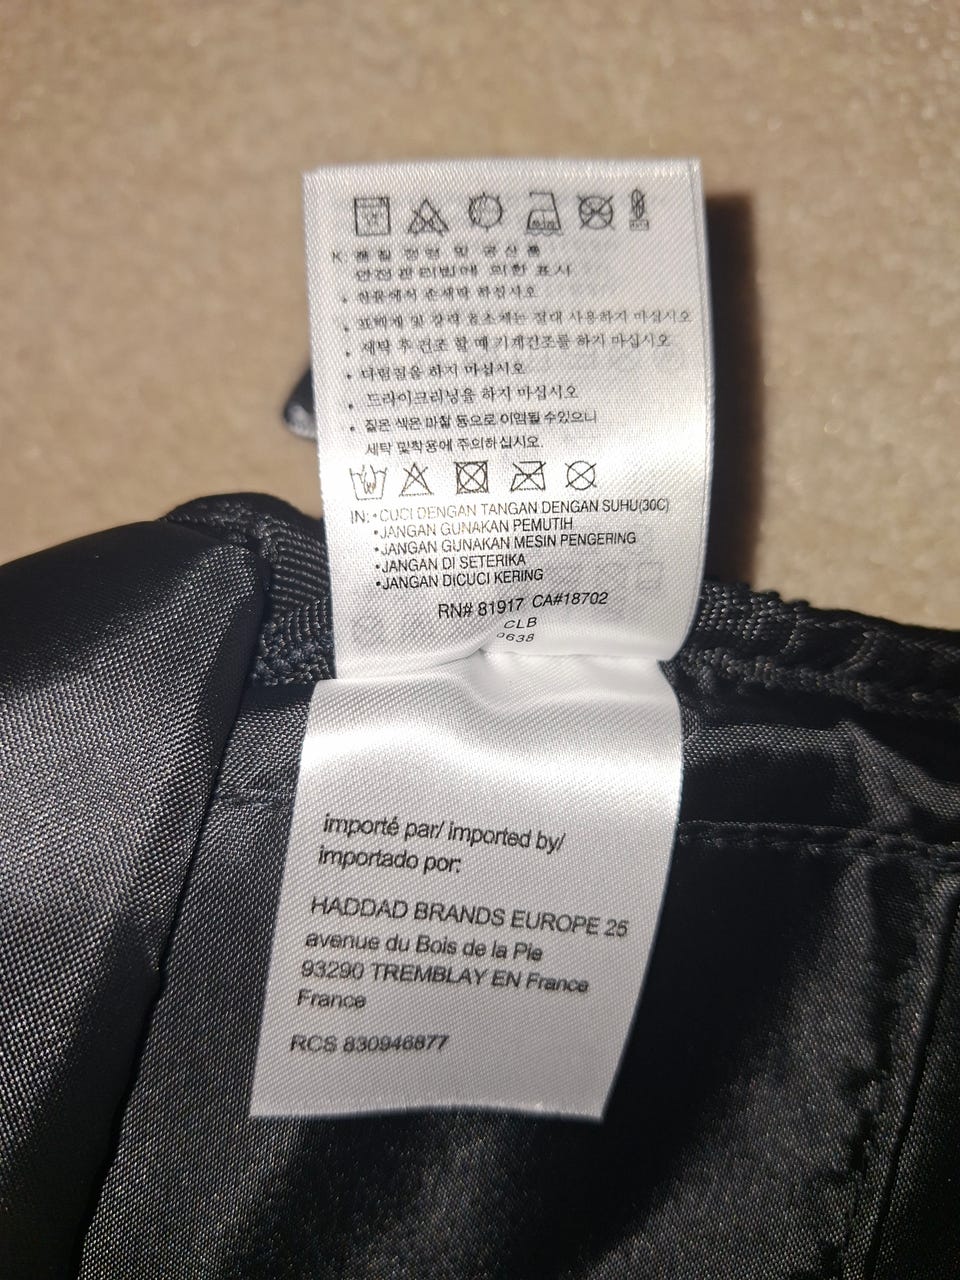 K: 품질 경영 및 공산품
안전관리법에 의한 표시
• 찬물에서 손세탁 하십시오
• 표백제 및 강력 효소제는 절대 사용하지 마십시오
• 세탁 후 건조 할 때 기계건조를 하지 마십시오
• 다림질을 하지 마십시오
• 드라이크리닝을 하지 마십시오
• 짙은 색은 마찰 등으로 이염될 수있으니
세탁 및착용에 주의하십시오.
IN: •CUCI DENGAN TANGAN DENGAN SUHU(30C)
•JANGAN GUNAKAN PEMUTIH
•JANGAN GUNAKAN MESIN PENGERING
•JANGAN DI SETERIKA
•JANGAN DICUCI KERING
RN# 81917 CA#18702
CLB
0638
importé par/ imported by/
importado por:
HADDAD BRANDS EUROPE 25
avenue du Bois de la Pie
93290 TREMBLAY EN France
France
RCS 830946877